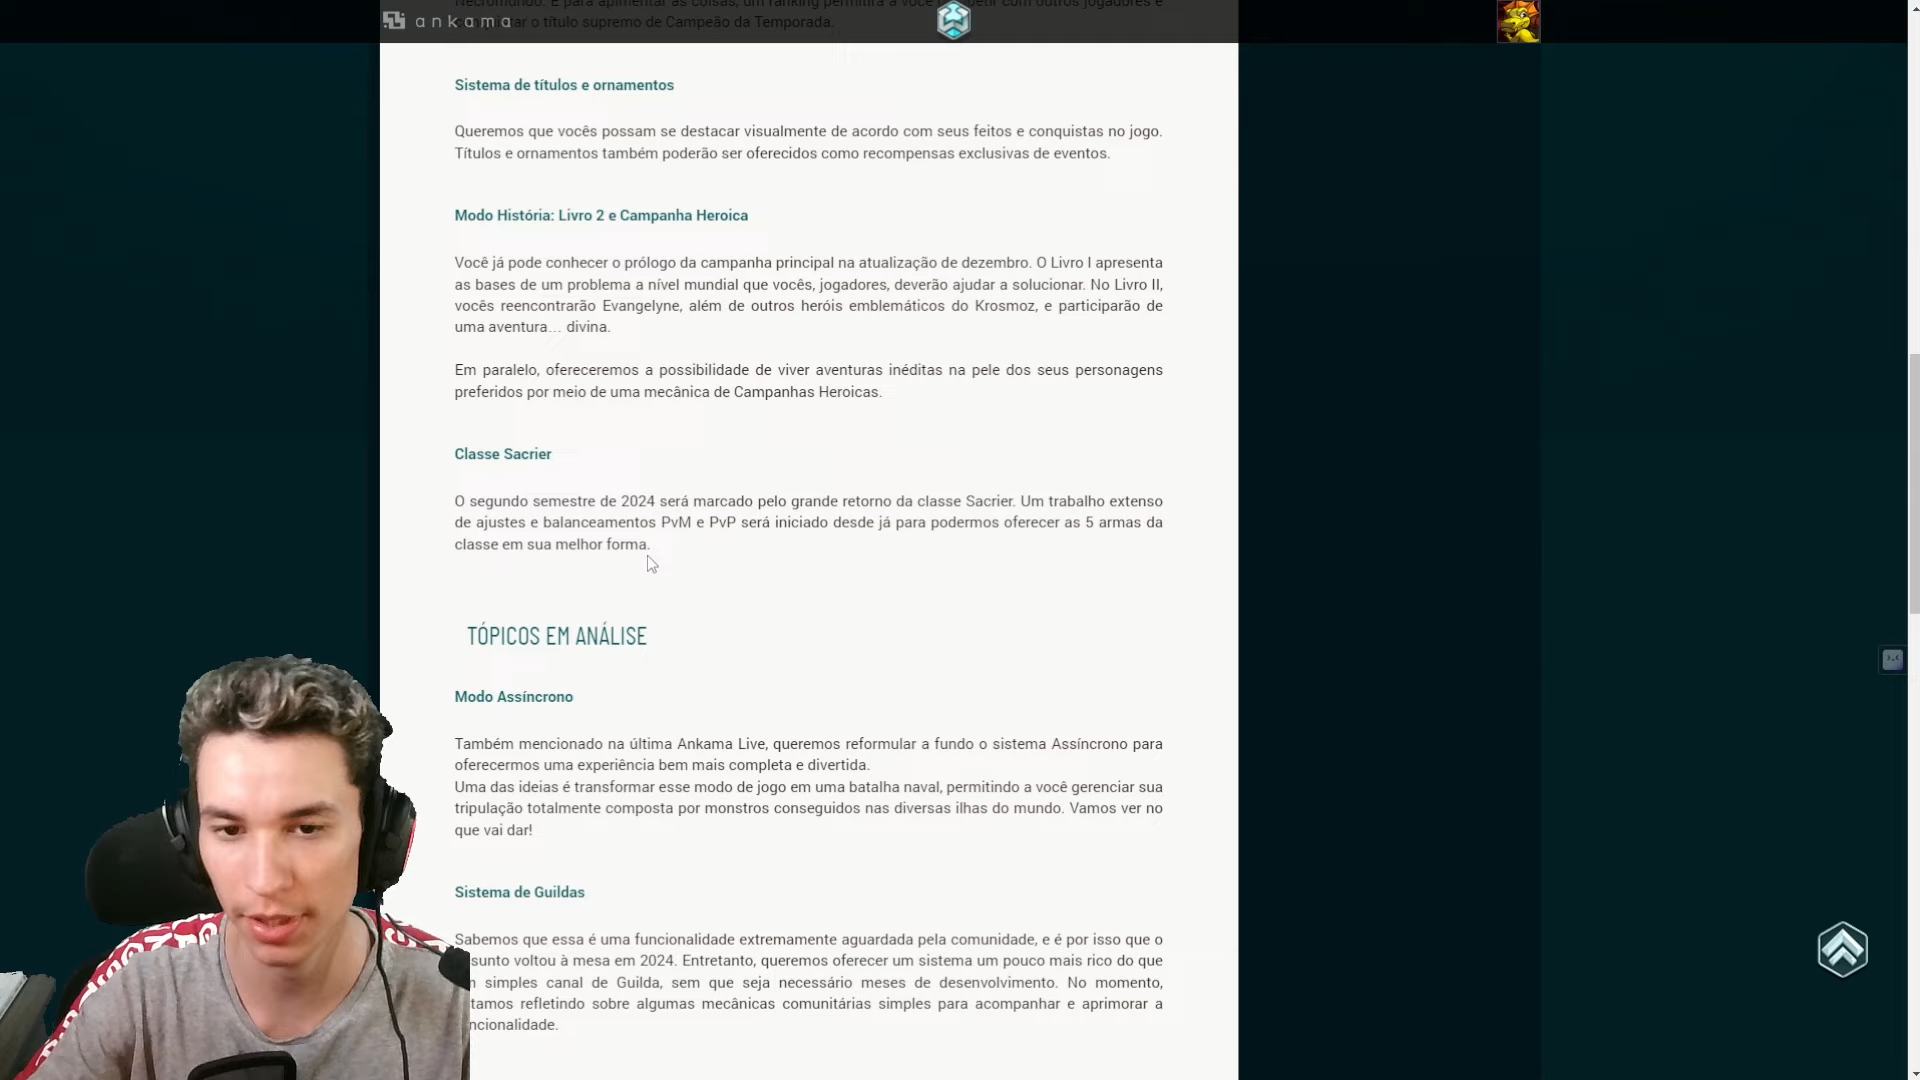 ankama
o título supremo de Campeão da Temporada.
Sistema de títulos e ornamentos
Queremos que vocês possam se destacar visualmente de acordo com seus feitos e conquistas no jogo.
Títulos e ornamentos também poderão ser oferecidos como recompensas exclusivas de eventos.
Modo História: Livro 2 e Campanha Heroica
Você já pode conhecer o prólogo da campanha principal na atualização de dezembro. O Livro I apresenta
as bases de um problema a nível mundial que vocês, jogadores, deverão ajudar a solucionar. No Livro II,
vocês reencontrarão Evangelyne, além de outros heróis emblemáticos do Krosmoz, e participarão de
uma aventura... divina.
Em paralelo, ofereceremos a possibilidade de viver aventuras inéditas na pele dos seus personagens
preferidos por meio de uma mecânica de Campanhas Heroicas.
Classe Sacrier
O segundo semestre de 2024 será marcado pelo grande retorno da classe Sacrier. Um trabalho extenso
de ajustes e balanceamentos PvM e PvP será iniciado desde já para podermos oferecer as 5 armas da
classe em sua melhor forma.
TÓPICOS EM ANÁLISE
Modo Assíncrono
Também mencionado na última Ankama Live, queremos reformular a fundo o sistema Assíncrono para
oferecermos uma experiência bem mais completa e divertida.
Uma das ideias é transformar esse modo de jogo em uma batalha naval, permitindo a você gerenciar sua
tripulação totalmente composta por monstros conseguidos nas diversas ilhas do mundo. Vamos ver no
que vai dar!
Sistema de Guildas
Sabemos que essa é uma funcionalidade extremamente aguardada pela comunidade, e é por isso que o
sunto voltou à mesa em 2024. Entretanto, queremos oferecer um sistema um pouco mais rico do que
simples canal de Guilda, sem que seja necessário meses de desenvolvimento. No momento,
tamos refletindo sobre algumas mecânicas comunitárias simples para acompanhar e aprimorar a
ncionalidade.